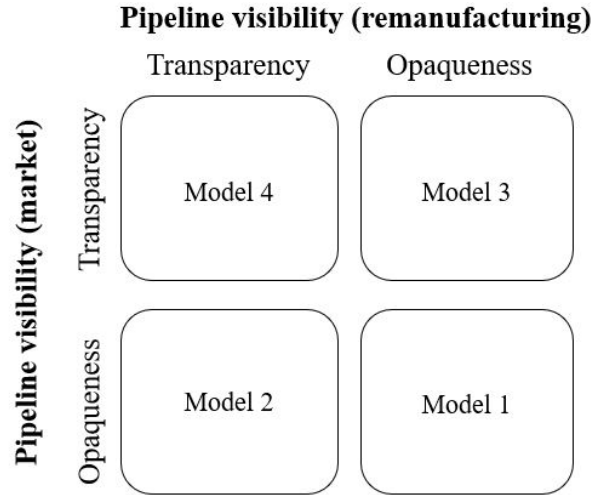 Pipeline visibility (remanufacturing)
Transparency Opaqueness
Pipeline visibility (market)
Transparency
Model 4 Model 3
Opaqueness
Model 2 Model 1